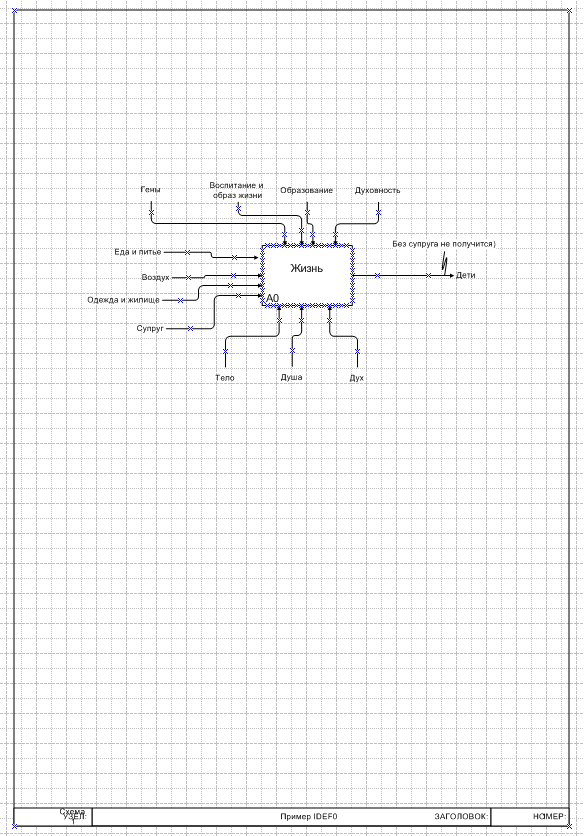 Гены
Воспитание и
образ жизни
Образование
Духовность
Без супруга не получится)
Еда и питье
Жизнь
Воздух
Дети
Одежда и жилище
A0
Супруг
Тело
Душа
Дух
Схема
УЗЕЛ:
Пример IDEF0
ЗАГОЛОВОК:
НОМЕР: